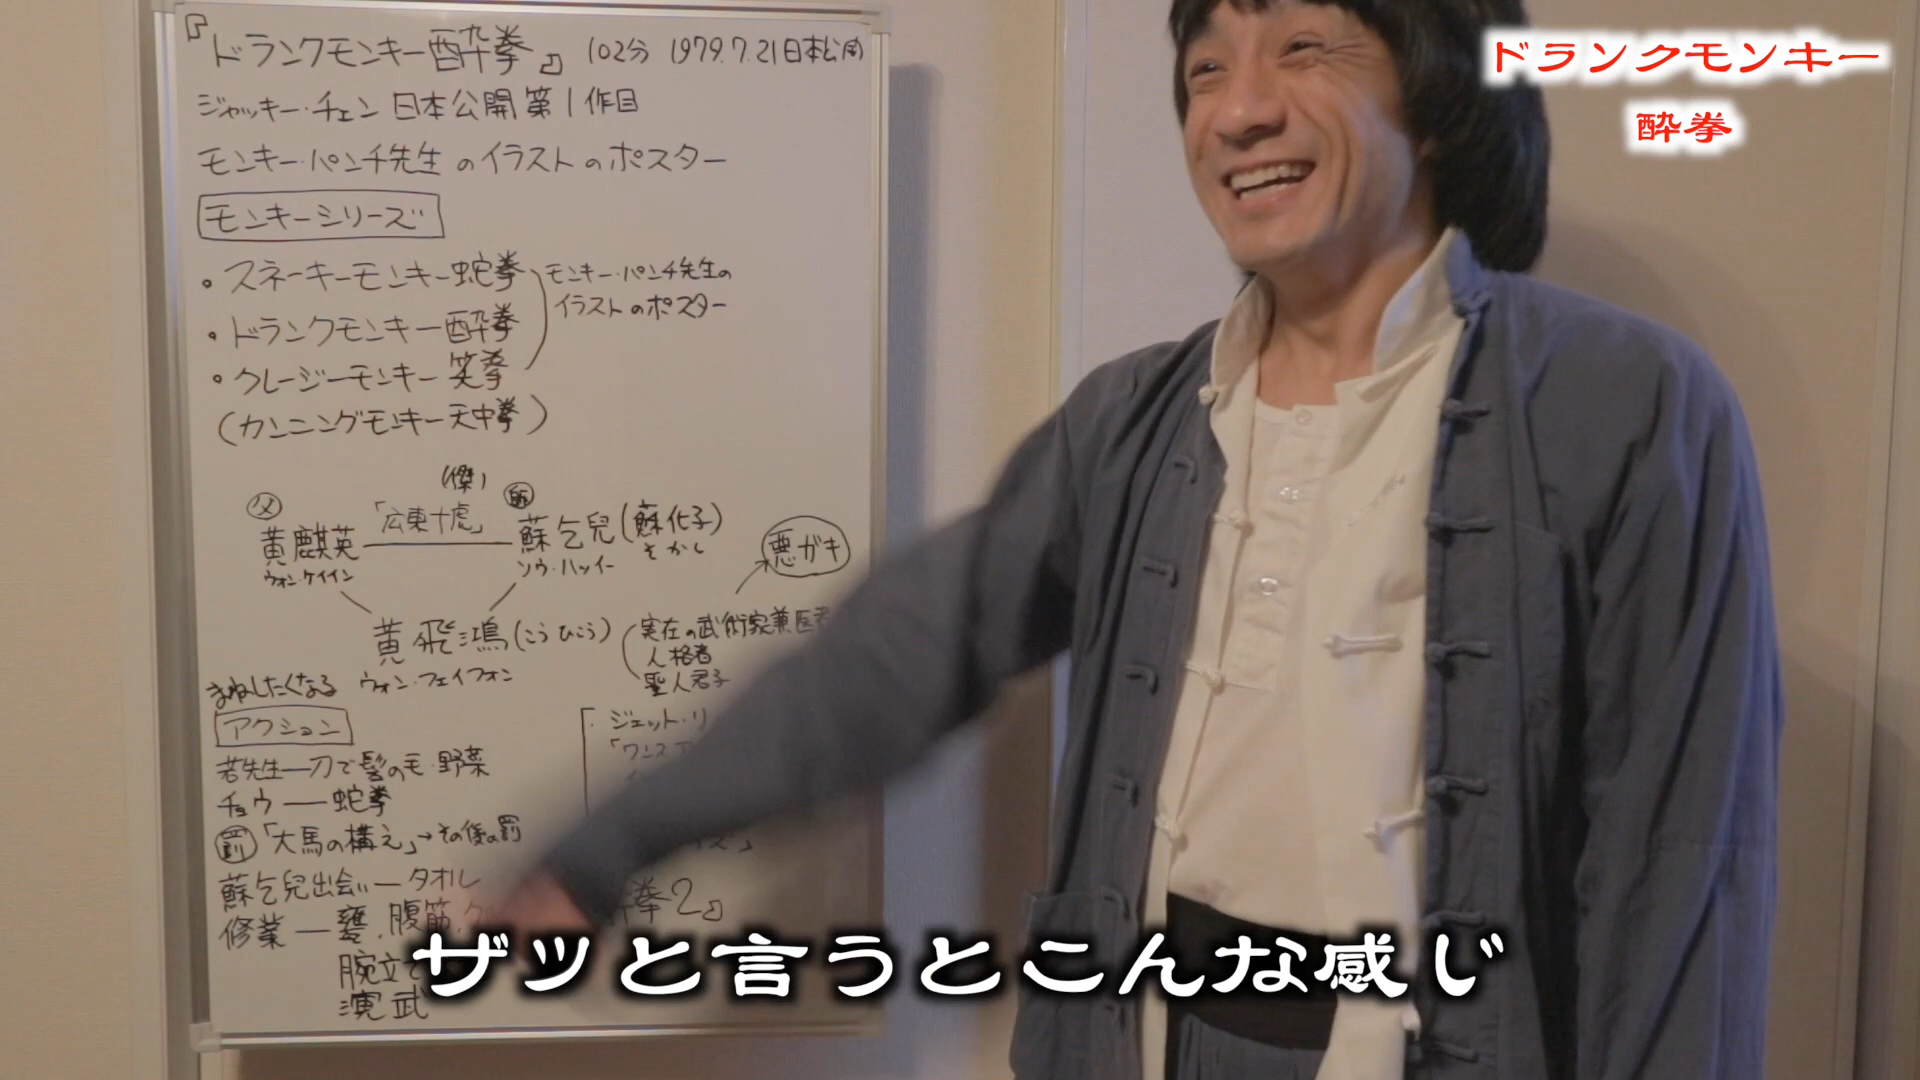 『ドランクモンキー酔拳』 102分 1979.7.21日本公開
ジャッキー・チェン 日本公開第1作目
モンキー・パンチ先生のイラストのポスター
モンキーシリーズ
・スネーキーモンキー蛇拳
・ドランクモンキー酔拳
・クレージーモンキー笑拳
モンキー・パンチ先生の
イラストのポスター
(カンニングモンキー天中拳)
(傑)
父
「広東十虎」
師
黄麒英
ウォン・ケイイン
蘇乞兒(蘇化子)
ソウ・ハッイー
そかし
悪ガキ
黄飛鴻(こうひこう)
ウォン・フェイフォン
実在の武術家兼医者
人格者
聖人君子
まねしたくなる
アクション
若先生―刀で髪のモ・野菜
チョウ―蛇拳
罰「大馬の構え」→その後の罰
蘇乞兒出会い―タオル
修業―甕.腹筋.ク
腕立て
演武
・ジェット・リ
「ワンス
拳2』
ドランクモンキー
酔拳
ザッと言うとこんな感じ